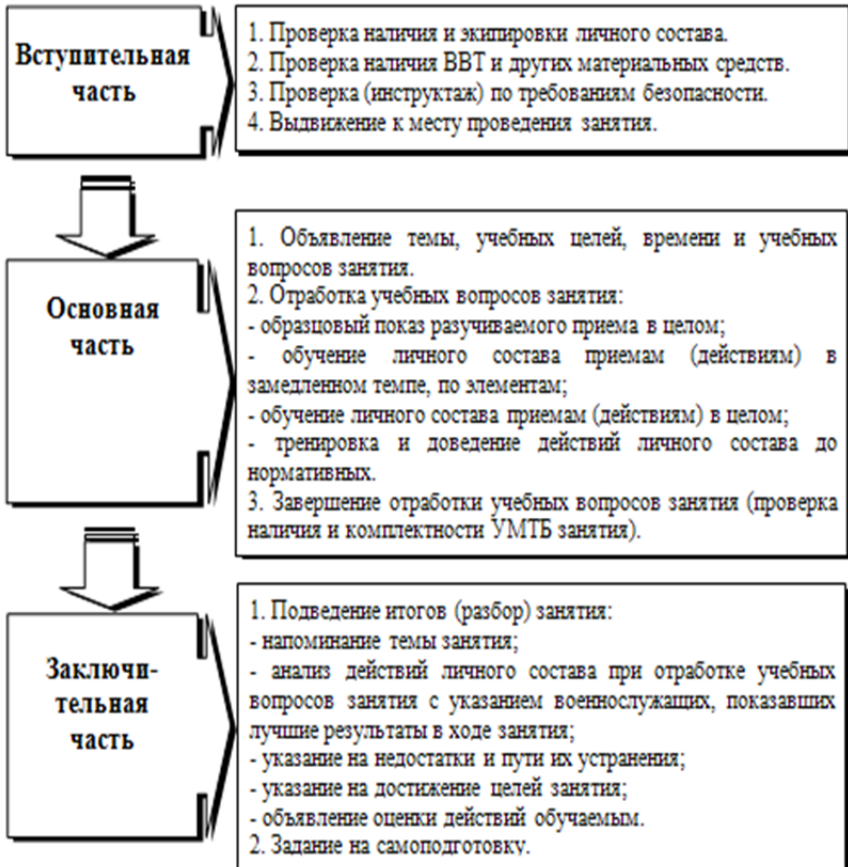 Вступительная
часть
1. Проверка наличия и экипировки личного состава.
2. Проверка наличия ВВТ и других материальных средств.
3. Проверка (инструктаж) по требованиям безопасности.
4. Выдвижение к месту проведения занятия.
Основная
часть
1. Объявление темы, учебных целей, времени и учебных
вопросов занятия.
2. Отработка учебных вопросов занятия:
- образцовый показ разучиваемого приема в целом;
- обучение личного состава приемам (действиям) в
замедленном темпе, по элементам;
- обучение личного состава приемам (действиям) в целом;
- тренировка и доведение действий личного состава до
нормативных.
3. Завершение отработки учебных вопросов занятия (проверка
наличия и комплектности УМТБ занятия).
Заключи-
тельная
часть
1. Подведение итогов (разбор) занятия:
- напоминание темы занятия;
- анализ действий личного состава при отработке учебных
вопросов занятия с указанием военнослужащих, показавших
лучшие результаты в ходе занятия;
- указание на недостатки и пути их устранения;
- указание на достижение целей занятия;
- объявление оценки действий обучаемым.
2. Задание на самоподготовку.